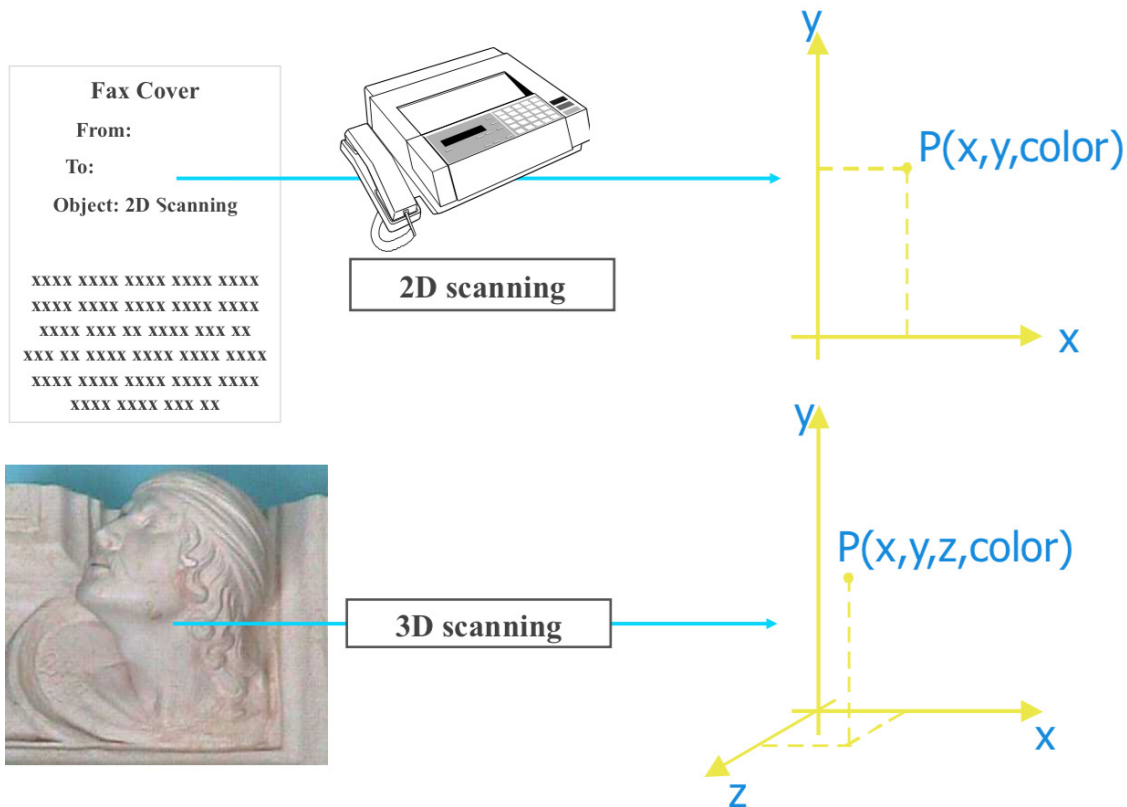 Fax Cover
From:
To:
Object: 2D Scanning
xxxx xxxx xxxx xxxx xxxx
xxxx xxxx xxxx xxxx xxxx
xxxx xxx xx xxxx xxx xx
xxx xx xxxx xxxx xxxx xxxx
xxxx xxxx xxxx xxxx xxxx
xxxx xxxx xxx xx
2D scanning
y
P(x,y,color)
x
3D scanning
y
P(x,y,z,color)
x
z